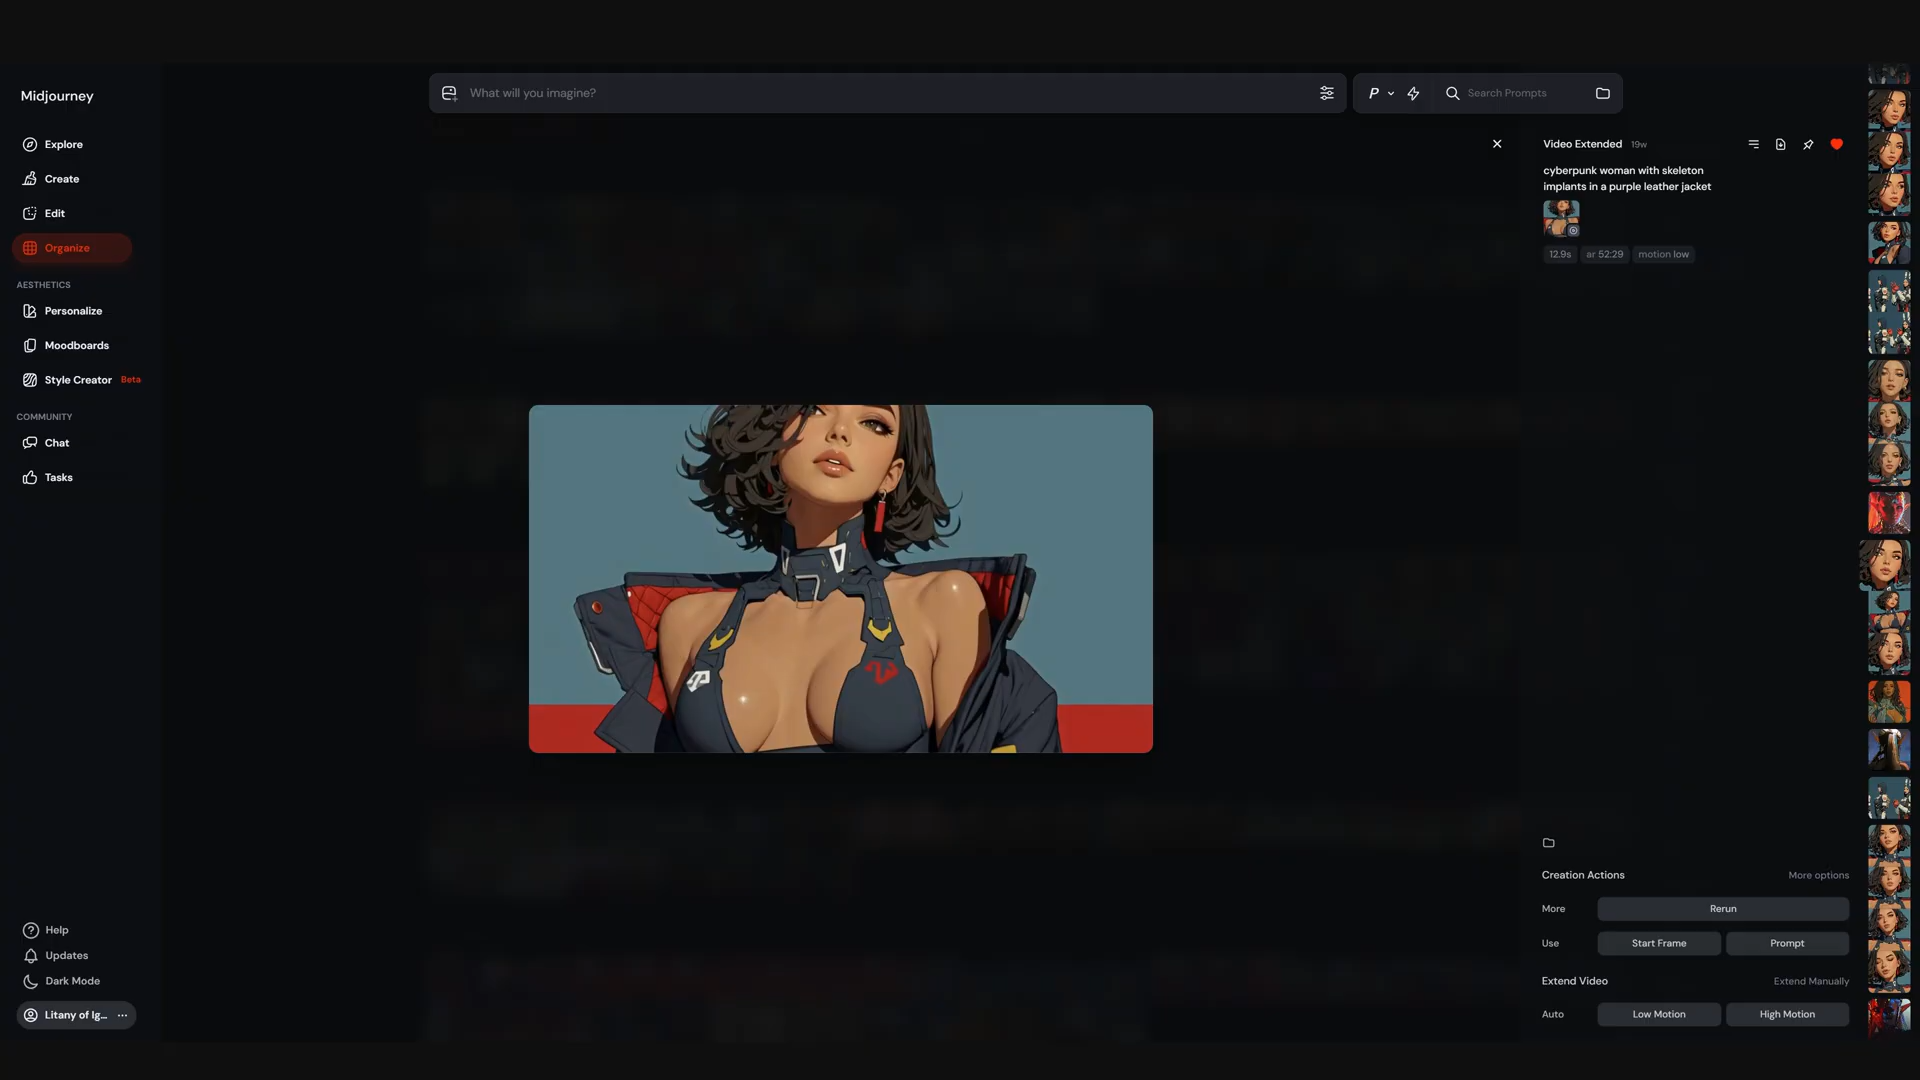 Midjourney
Explore
Create
Edit
Organize
AESTHETICS
Personalize
Moodboards
Style Creator Beta
COMMUNITY
Chat
Tasks
Help
Updates
Dark Mode
Litany of Ig...
What will you imagine?
P
Search Prompts
Video Extended 19w
cyberpunk woman with skeleton
implants in a purple leather jacket
12.9s ar 52:29 motion low
Creation Actions More options
More Rerun
Use Start Frame Prompt
Extend Video Extend Manually
Auto Low Motion High Motion